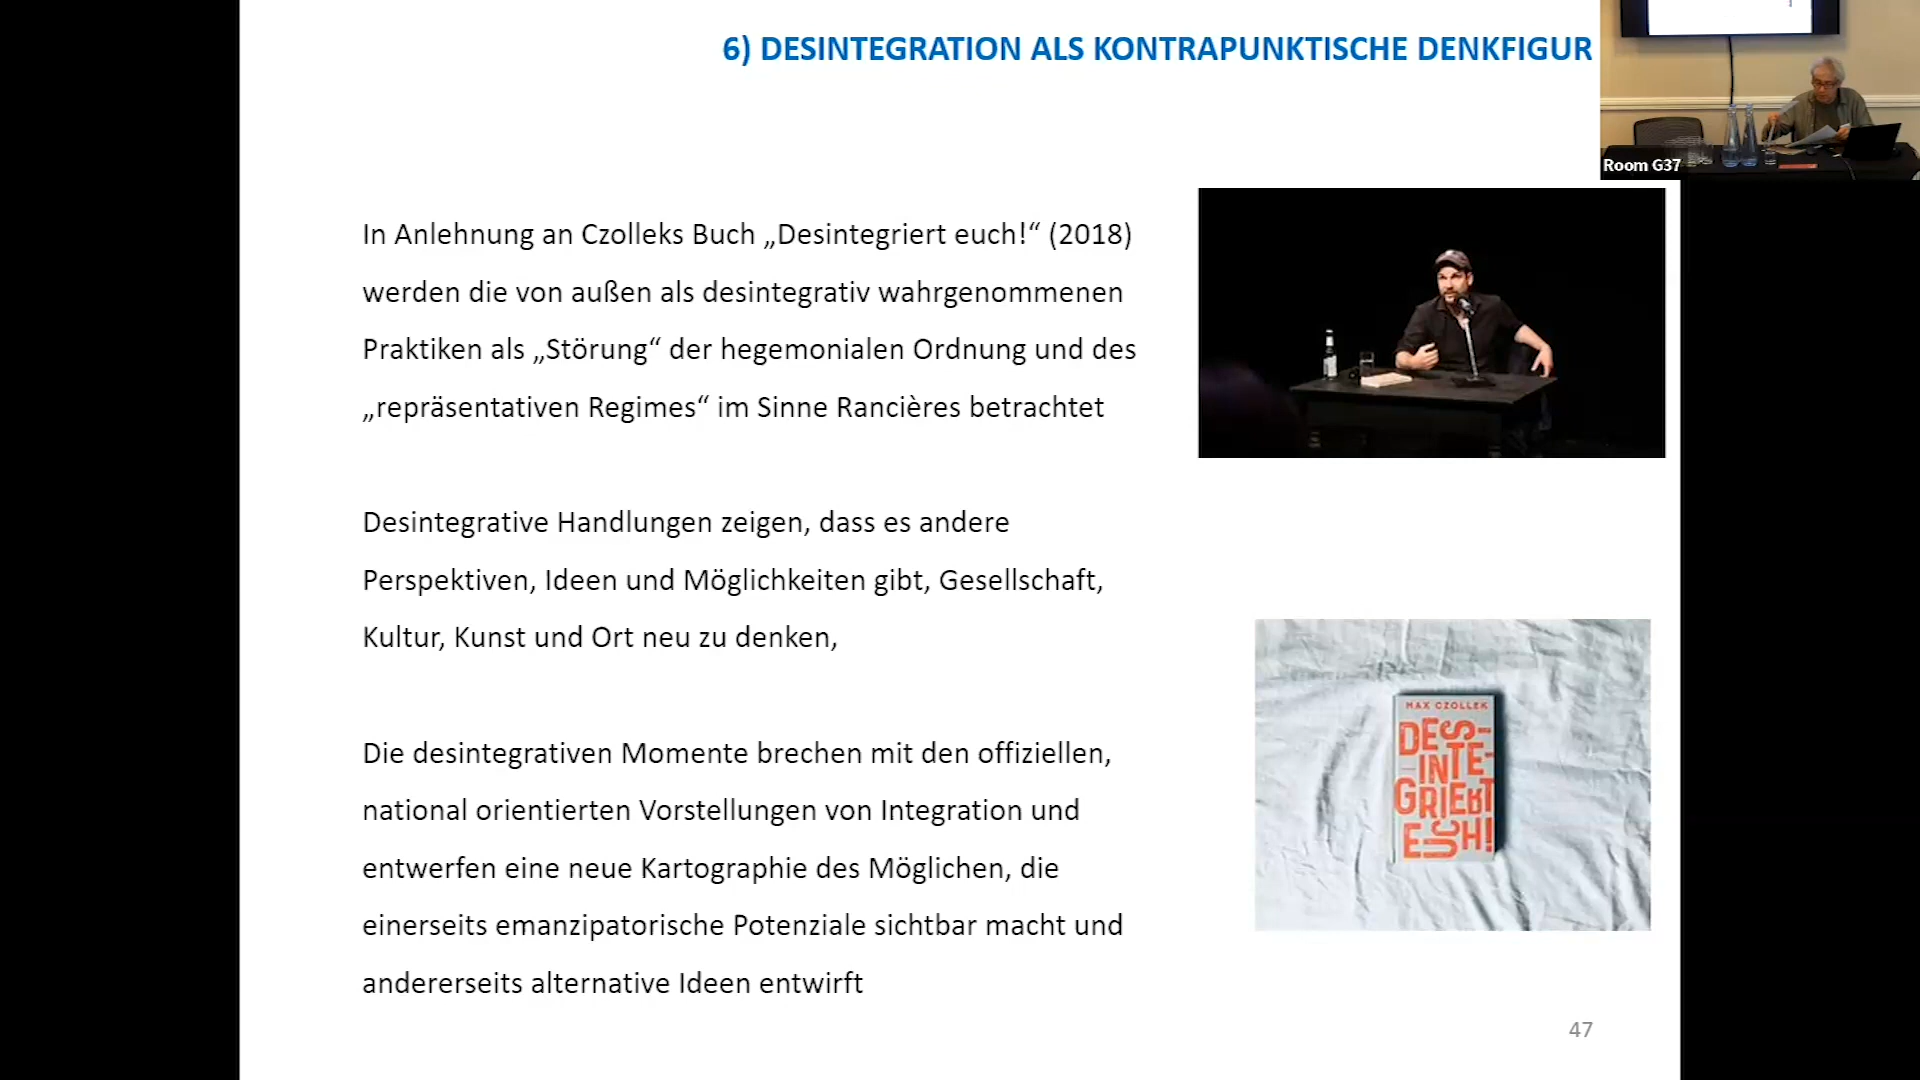 6) DESINTEGRATION ALS KONTRAPUNKTISCHE DENKFIGUR
Room G37
In Anlehnung an Czolleks Buch „Desintegriert euch!“ (2018)
werden die von außen als desintegrativ wahrgenommenen
Praktiken als „Störung“ der hegemonialen Ordnung und des
„repräsentativen Regimes“ im Sinne Rancières betrachtet
Desintegrative Handlungen zeigen, dass es andere
Perspektiven, Ideen und Möglichkeiten gibt, Gesellschaft,
Kultur, Kunst und Ort neu zu denken,
Die desintegrativen Momente brechen mit den offiziellen,
national orientierten Vorstellungen von Integration und
entwerfen eine neue Kartographie des Möglichen, die
einerseits emanzipatorische Potenziale sichtbar macht und
andererseits alternative Ideen entwirft
MAX CZOLLEK
DES-
INTE-
GRIERT
EUCH!
47